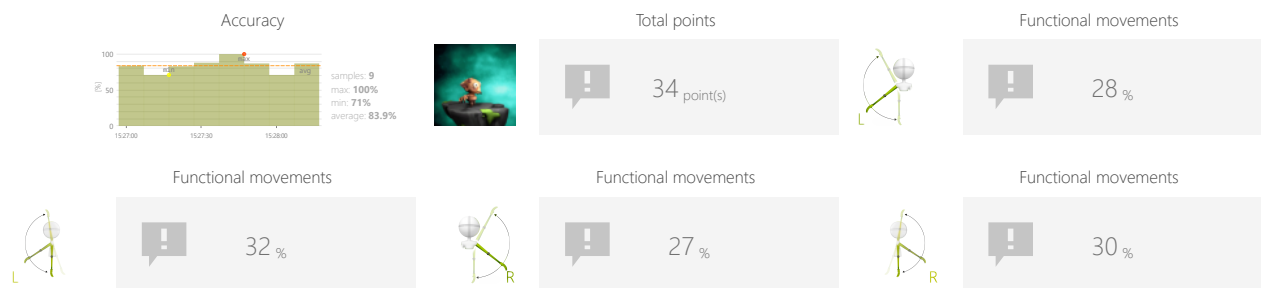 Accuracy
Total points
Functional movements
100
max
min
avg
[%]
50
0
15:27:00
15:27:30
15:28:00
samples: 9
max: 100%
min: 71%
average: 83.9%
34 point(s)
L
28 %
Functional movements
Functional movements
Functional movements
L
32 %
R
27 %
R
30 %